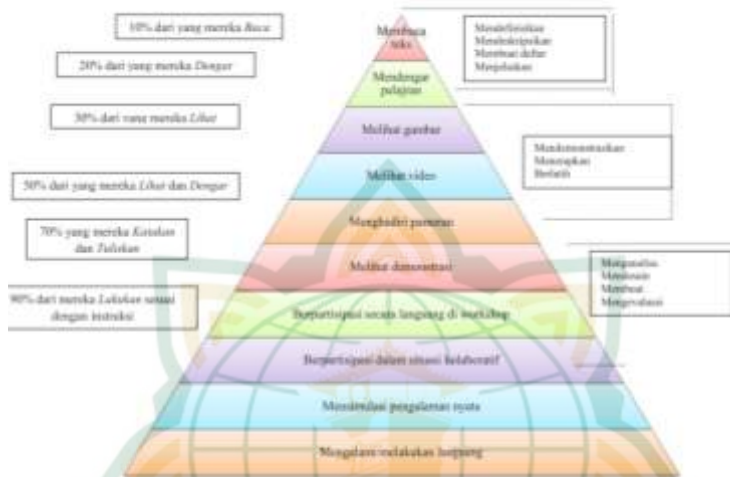 10% dari yang mereka Baca
20% dari yang mereka Dengar
30% dari yang mereka Lihat
50% dari yang mereka Lihat dan Dengar
70% yang mereka Katakan
dan Tuliskan
90% dari mereka Lakukan sesuai
dengan instruksi
Membaca
teks
Mendengar
pelajaran
Melihat gambar
Melihat video
Menghadiri pameran
Melihat demonstrasi
Berpartisipasi secara langsung di workshop
Berpartisipasi dalam situasi kolaboratif
Mensimulasi pengalaman nyata
Mengalami/melakukan langsung
Mendefinisikan
Mendeskripsikan
Membuat daftar
Menjelaskan
Mendemonstrasikan
Menerapkan
Berlatih
Menganalisa
Mendesain
Membuat
Mengevaluasi